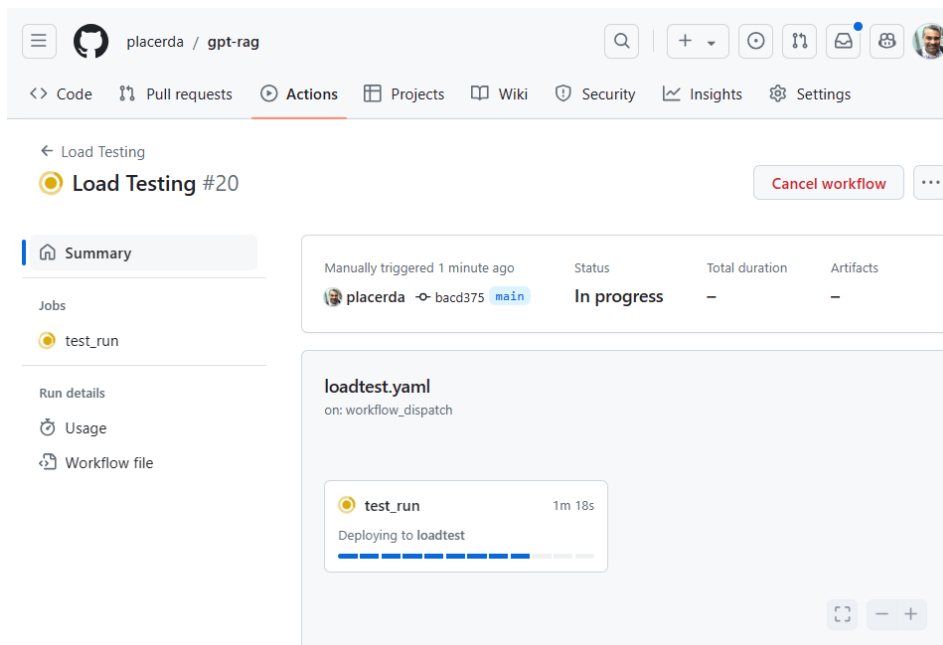 placerda / gpt-rag
Code Pull requests Actions Projects Wiki Security Insights Settings
Load Testing
Load Testing #20
Cancel workflow
Summary
Jobs
test_run
Run details
Usage
Workflow file
Manually triggered 1 minute ago Status Total duration Artifacts
placerda bacd375 main In progress – –
loadtest.yaml
on: workflow_dispatch
test_run 1m 18s
Deploying to loadtest